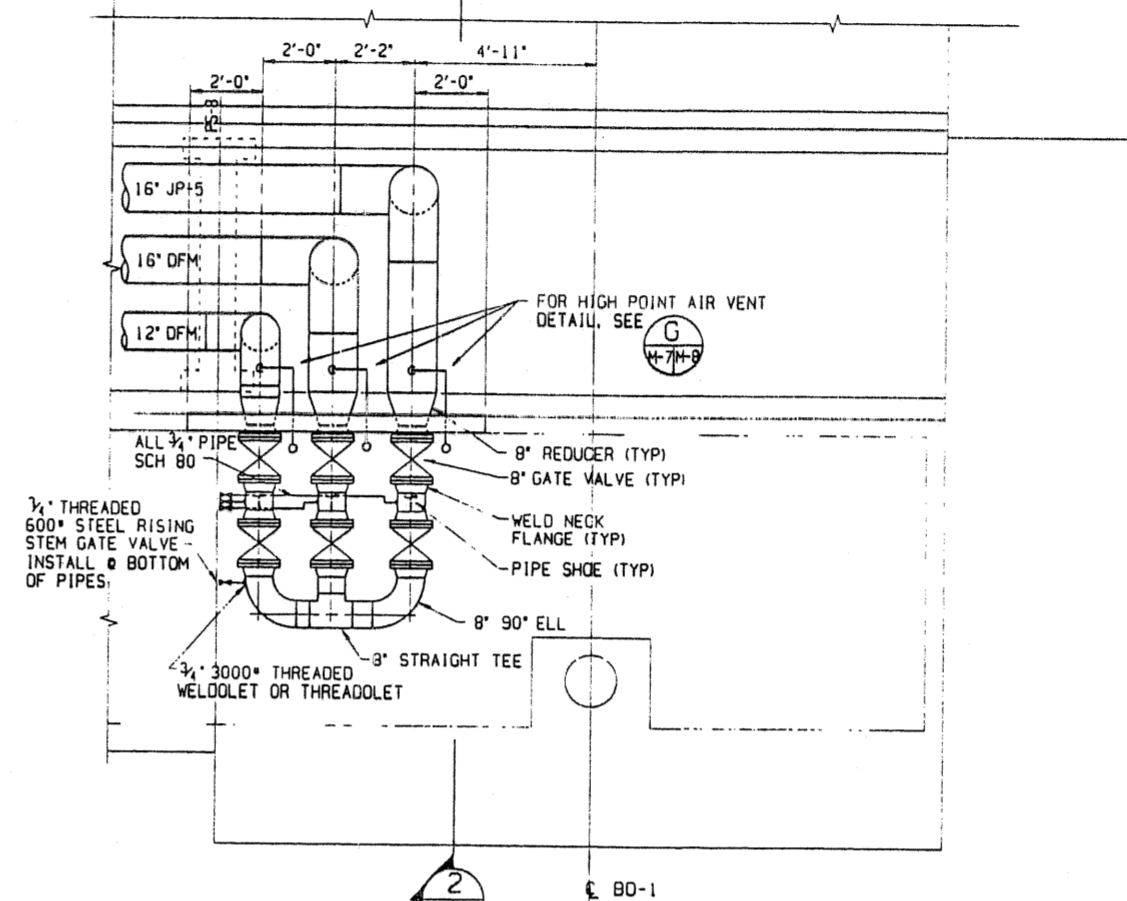 2'-0" 2'-2" 4'-11"
2'-0" 2'-0"
PS-8
16" JP-5
16" DFM
12" DFM
FOR HIGH POINT AIR VENT
DETAIL, SEE
G
M-7 M-8
ALL 3/4" PIPE
SCH 80
8" REDUCER (TYP)
8" GATE VALVE (TYP)
3/4" THREADED
600# STEEL RISING
STEM GATE VALVE -
INSTALL @ BOTTOM
OF PIPES
WELD NECK
FLANGE (TYP)
PIPE SHOE (TYP)
8" 90° ELL
8" STRAIGHT TEE
3/4" 3000# THREADED
WELDOLET OR THREADOLET
2
℄ BD-1